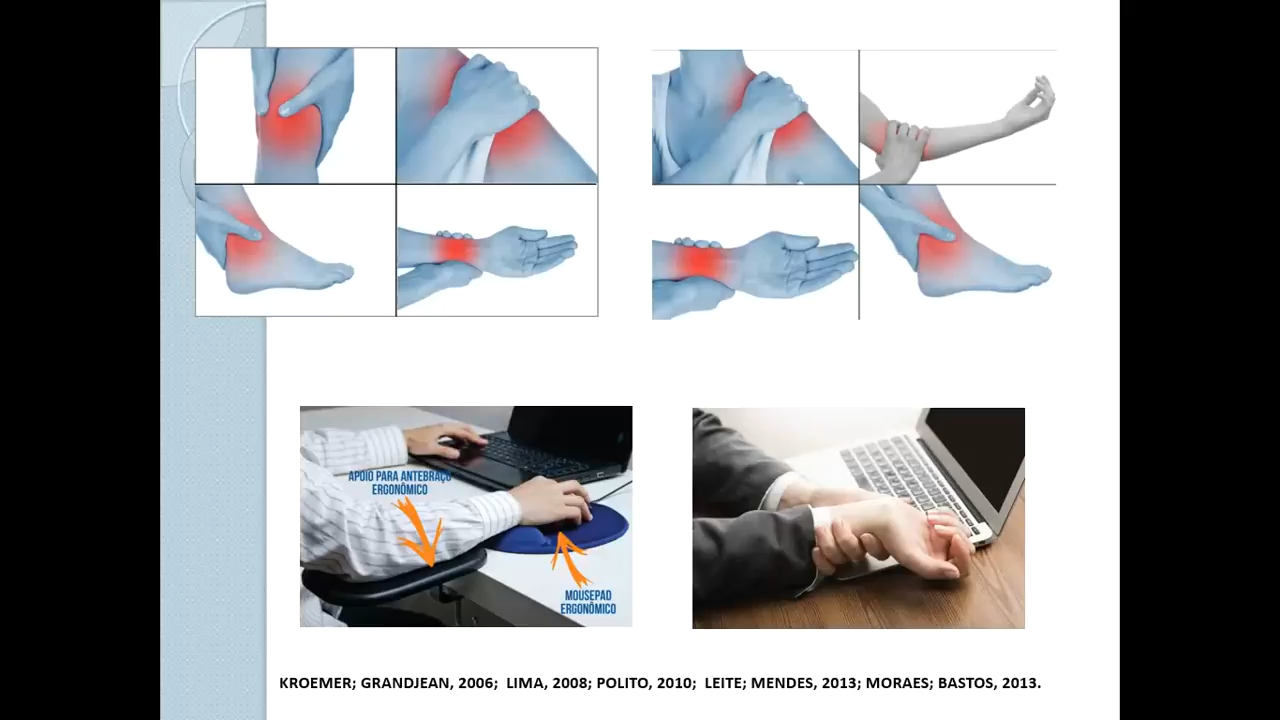 APOIO PARA ANTEBRAÇO
ERGONÔMICO
MOUSEPAD
ERGONÔMICO
KROEMER; GRANDJEAN, 2006;  LIMA, 2008; POLITO, 2010;  LEITE; MENDES, 2013; MORAES; BASTOS, 2013.